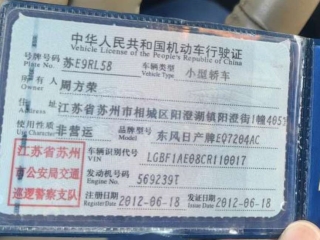 中华人民共和国机动车行驶证
Vehicle License of the People's Republic of China
号牌号码 苏E9RL58 车辆类型 小型轿车
Plate No. Vehicle Type
所有人 周方荣
住址 江苏省苏州市相城区阳澄湖镇阳澄街1幢405
使用性质 非营运 品牌型号 东风日产牌EQ7204AC
Use Character Model
江苏省苏州
市公安局交通
巡逻警察支队
车辆识别代号 LGBF1AE08CR110017
VIN
发动机号码 569239T
Engine No.
注册日期 2012-06-18 发证日期 2012-06-18
Register Date Issue Date